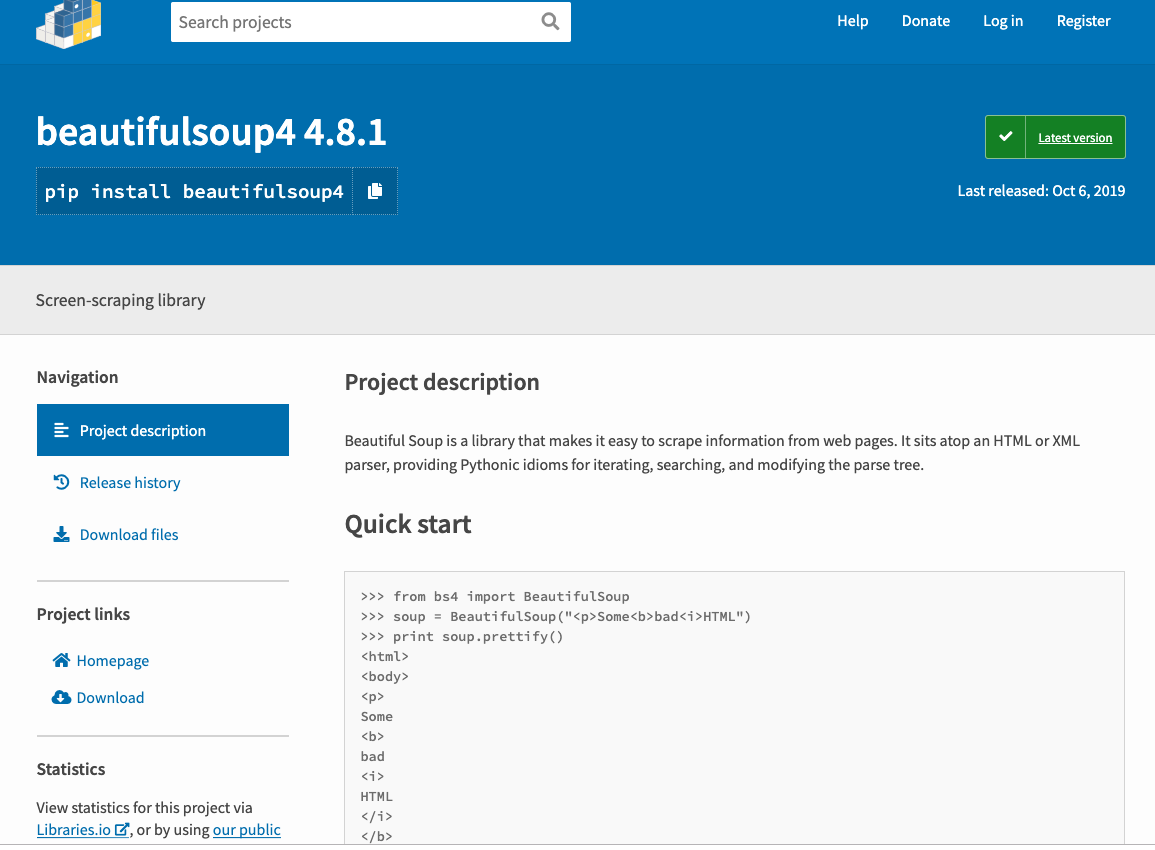 Search projects
Help Donate Log in Register
beautifulsoup4 4.8.1
Latest version
pip install beautifulsoup4
Last released: Oct 6, 2019
Screen-scraping library
Navigation
Project description
Release history
Download files
Project links
Homepage
Download
Statistics
View statistics for this project via
Libraries.io, or by using our public
Project description
Beautiful Soup is a library that makes it easy to scrape information from web pages. It sits atop an HTML or XML
parser, providing Pythonic idioms for iterating, searching, and modifying the parse tree.
Quick start
>>> from bs4 import BeautifulSoup
>>> soup = BeautifulSoup("<p>Some<b>bad<i>HTML")
>>> print soup.prettify()
<html>
<body>
<p>
Some
<b>
bad
<i>
HTML
</i>
</b>